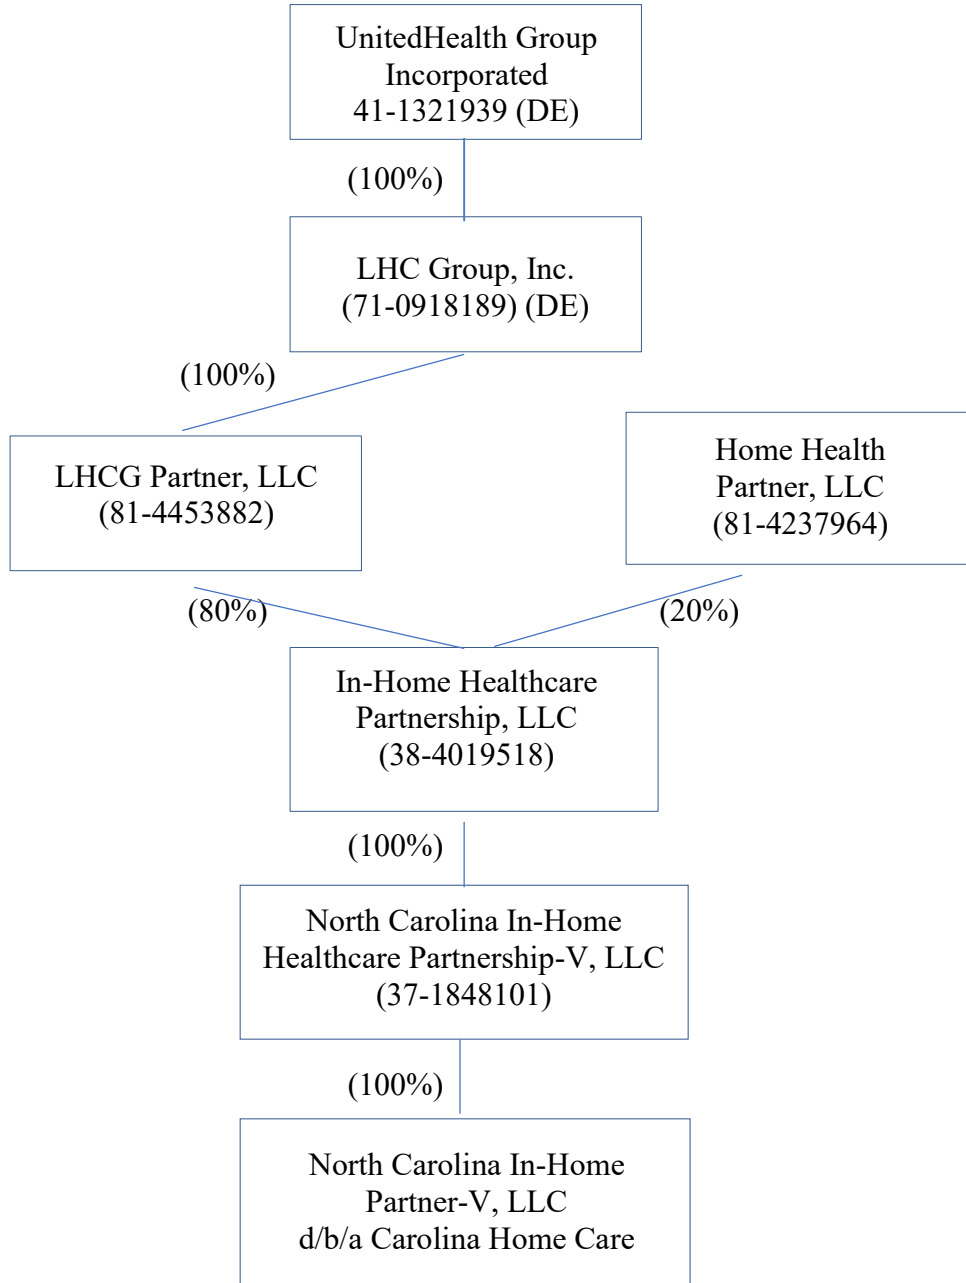 UnitedHealth Group
Incorporated
41-1321939 (DE)
(100%)
LHC Group, Inc.
(71-0918189) (DE)
(100%)
LHCG Partner, LLC
(81-4453882)
Home Health
Partner, LLC
(81-4237964)
(80%)
(20%)
In-Home Healthcare
Partnership, LLC
(38-4019518)
(100%)
North Carolina In-Home
Healthcare Partnership-V, LLC
(37-1848101)
(100%)
North Carolina In-Home
Partner-V, LLC
d/b/a Carolina Home Care